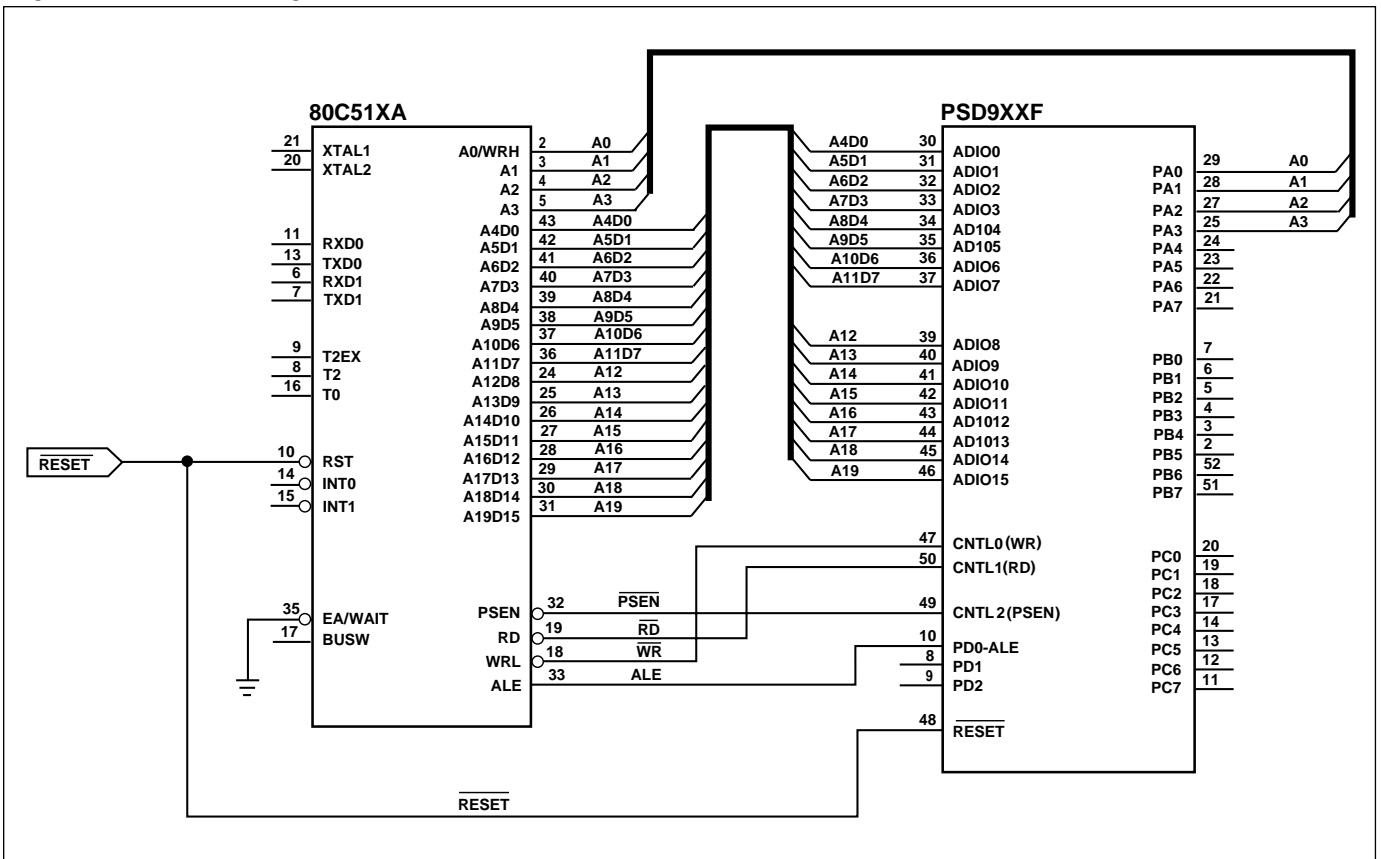 80C51XA
PSD9XXF
21 XTAL1
20 XTAL2
11 RXD0
13 TXD0
6 RXD1
7 TXD1
9 T2EX
8 T2
16 T0
RESET
10 RST
14 INT0
15 INT1
35 EA/WAIT
17 BUSW
A0/WRH 2 A0
A1 3 A1
A2 4 A2
A3 5 A3
A4D0 43 A4D0
A5D1 42 A5D1
A6D2 41 A6D2
A7D3 40 A7D3
A8D4 39 A8D4
A9D5 38 A9D5
A10D6 37 A10D6
A11D7 36 A11D7
A12D8 24 A12
A13D9 25 A13
A14D10 26 A14
A15D11 27 A15
A16D12 28 A16
A17D13 29 A17
A18D14 30 A18
A19D15 31 A19
PSEN 32 PSEN
RD 19 RD
WRL 18 WR
ALE 33 ALE
A4D0 30 ADIO0
A5D1 31 ADIO1
A6D2 32 ADIO2
A7D3 33 ADIO3
A8D4 34 AD104
A9D5 35 AD105
A10D6 36 ADIO6
A11D7 37 ADIO7
A12 39 ADIO8
A13 40 ADIO9
A14 41 ADIO10
A15 42 ADIO11
A16 43 AD1012
A17 44 AD1013
A18 45 ADIO14
A19 46 ADIO15
47 CNTL0(WR)
50 CNTL1(RD)
49 CNTL2(PSEN)
10 PD0-ALE
8 PD1
9 PD2
48 RESET
PA0 29 A0
PA1 28 A1
PA2 27 A2
PA3 25 A3
PA4 24
PA5 23
PA6 22
PA7 21
PB0 7
PB1 6
PB2 5
PB3 4
PB4 3
PB5 2
PB6 52
PB7 51
PC0 20
PC1 19
PC2 18
PC3 17
PC4 14
PC5 13
PC6 12
PC7 11
RESET